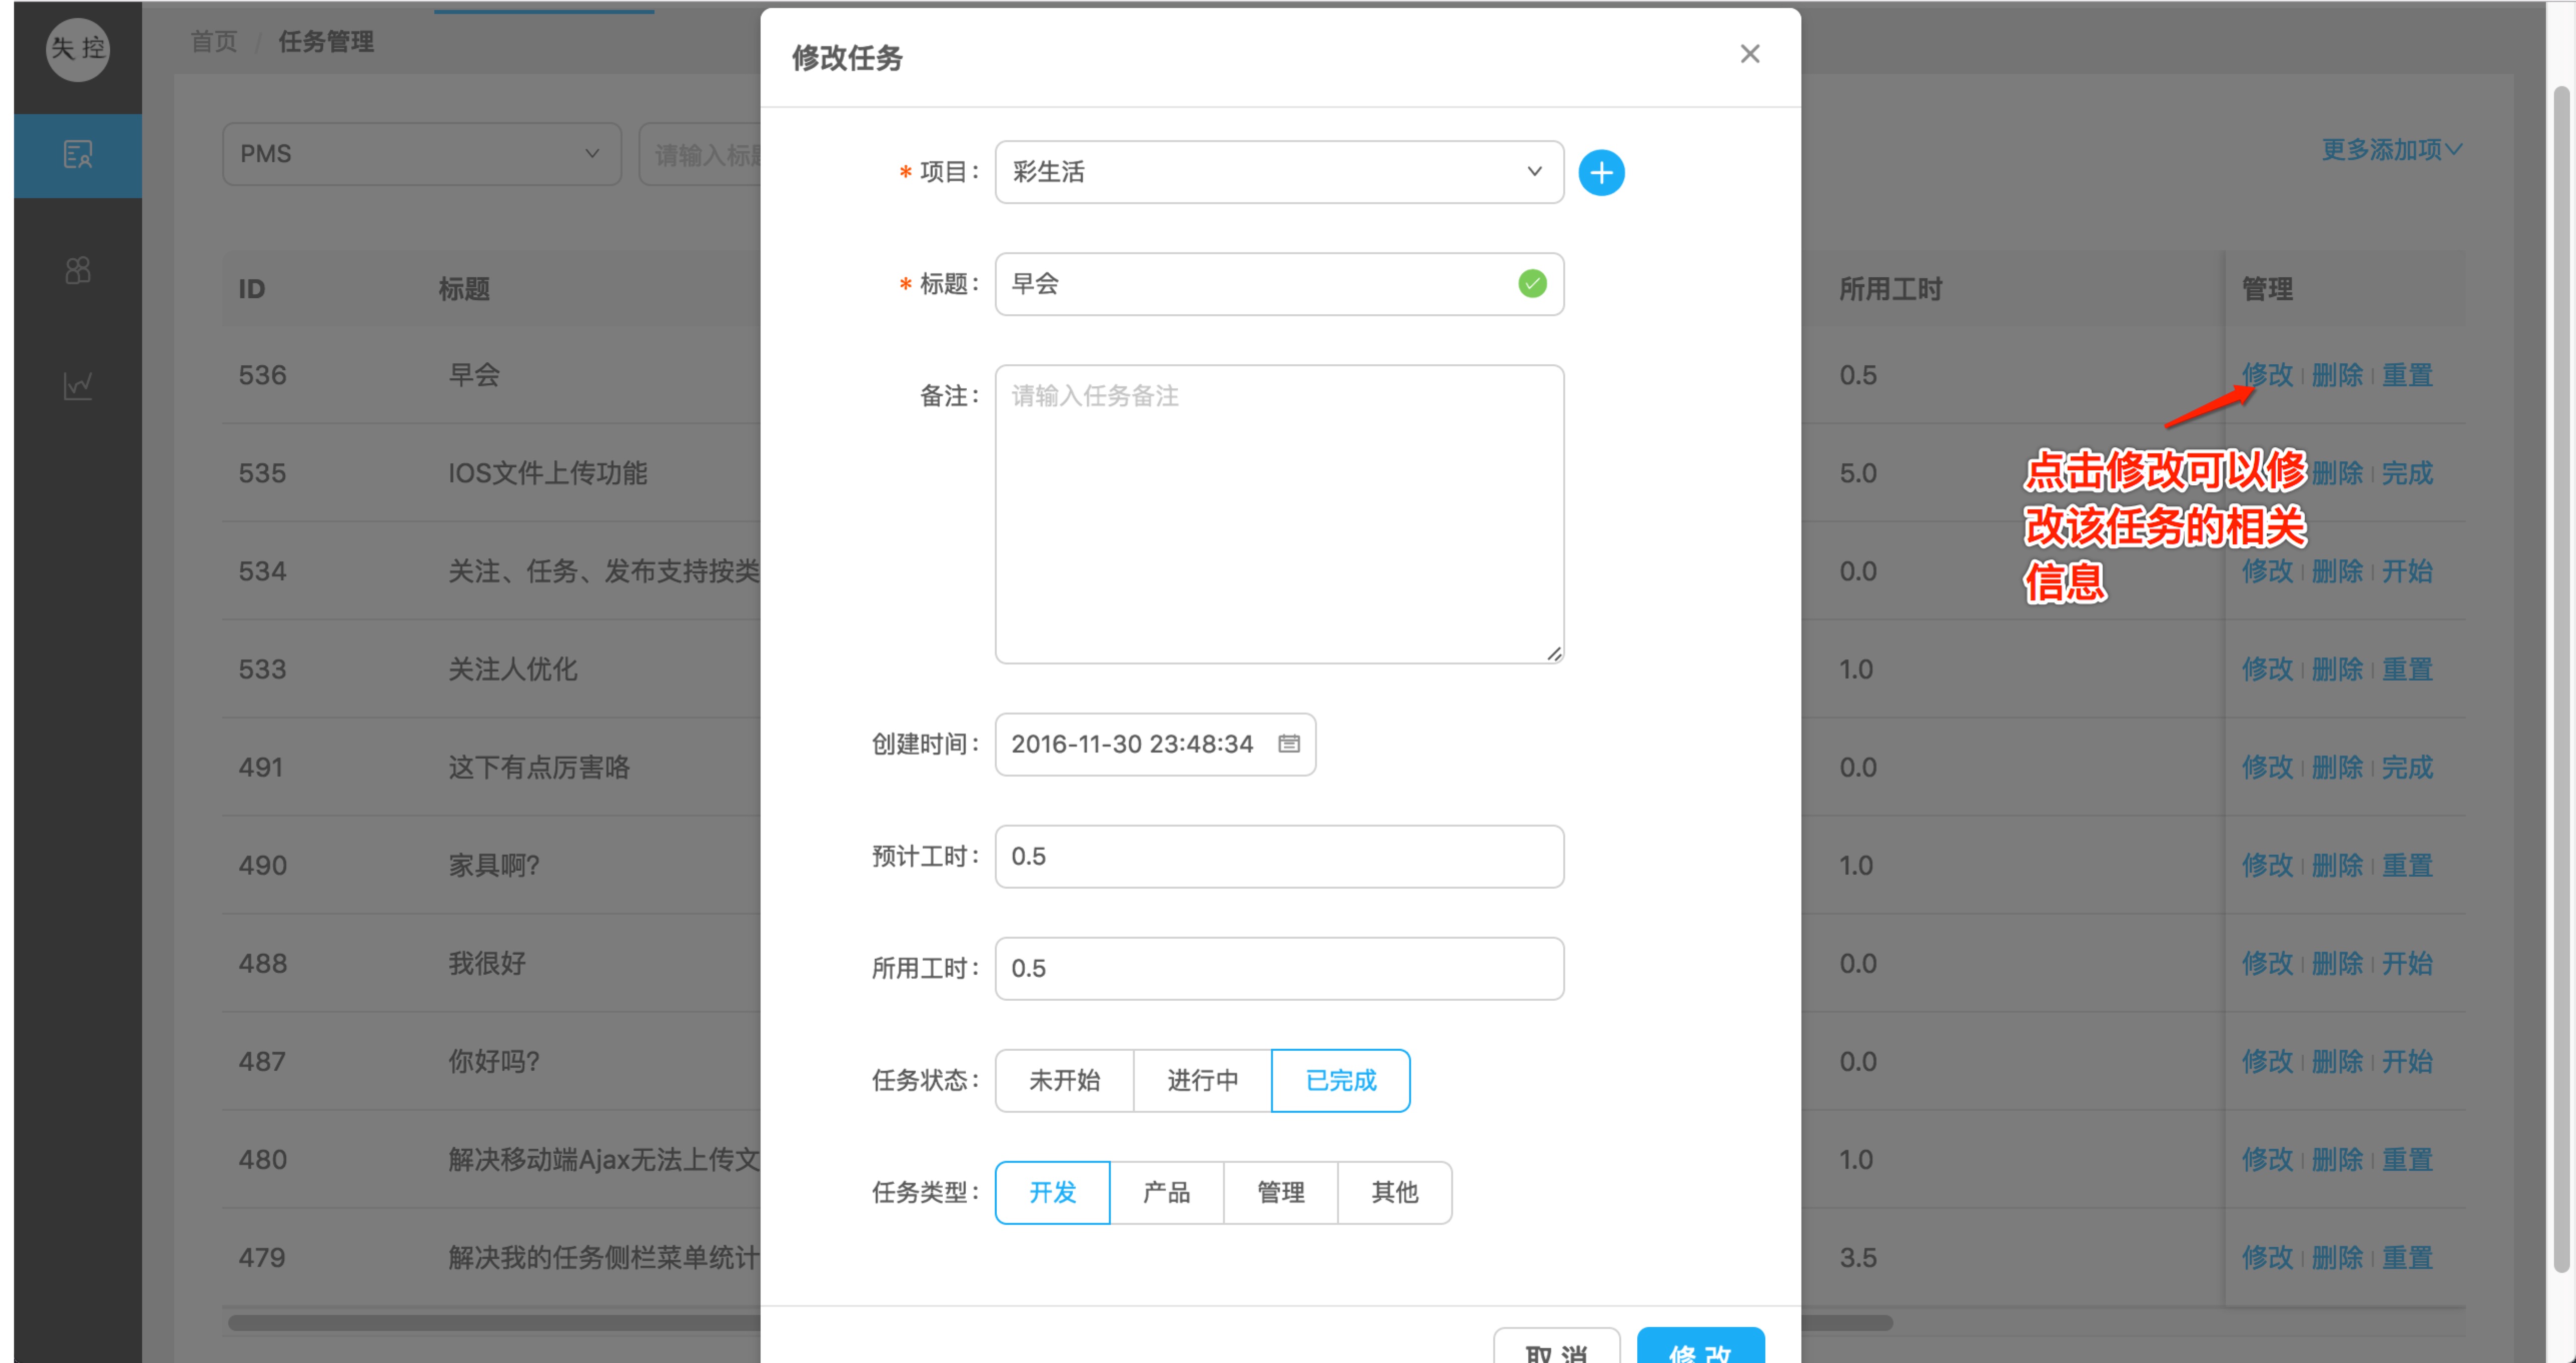 失控
首页 / 任务管理
PMS
请输入标题
更多添加项
ID 标题 所用工时 管理
536 早会 0.5 修改 删除 重置
535 IOS文件上传功能 5.0 删除 完成
534 关注、任务、发布支持按类 0.0 修改 删除 开始
533 关注人优化 1.0 修改 删除 重置
491 这下有点厉害咯 0.0 修改 删除 完成
490 家具啊? 1.0 修改 删除 重置
488 我很好 0.0 修改 删除 开始
487 你好吗? 0.0 修改 删除 开始
480 解决移动端Ajax无法上传文 1.0 修改 删除 重置
479 解决我的任务侧栏菜单统计 3.5 修改 删除 重置
点击修改可以修
改该任务的相关
信息
修改任务
* 项目: 彩生活
* 标题: 早会
备注: 请输入任务备注
创建时间: 2016-11-30 23:48:34
预计工时: 0.5
所用工时: 0.5
任务状态: 未开始 进行中 已完成
任务类型: 开发 产品 管理 其他
取消 修改